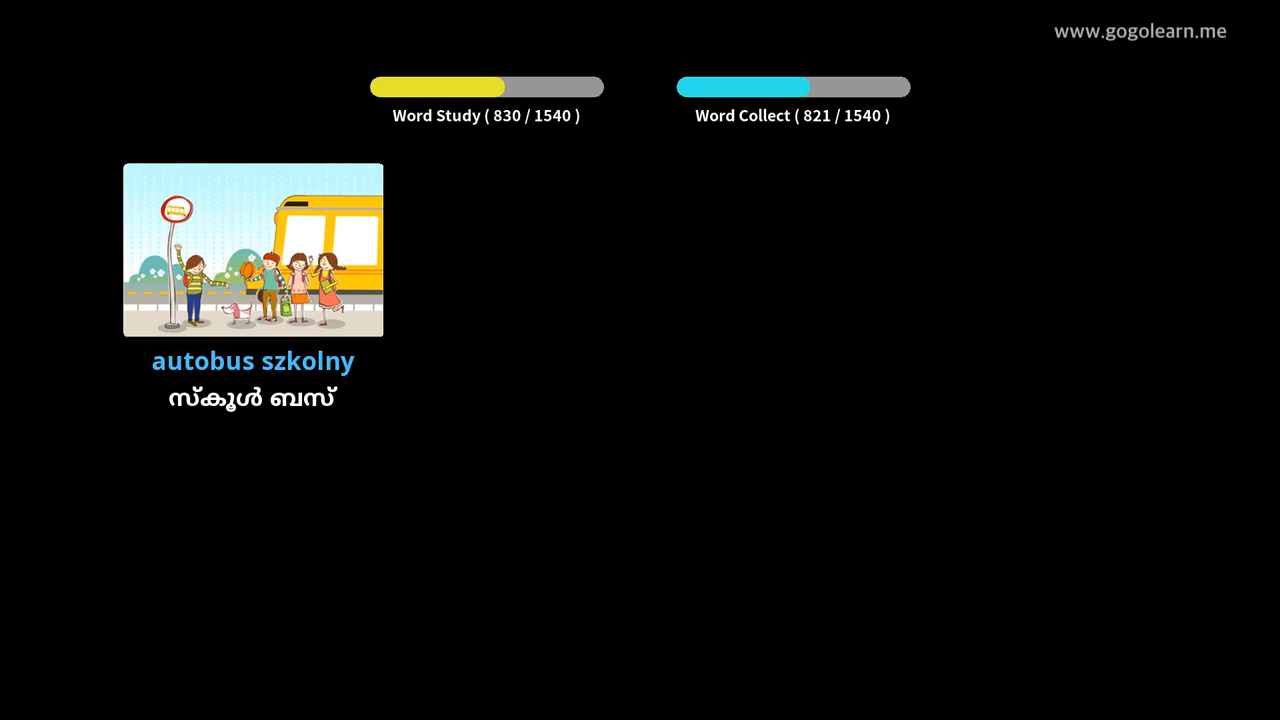 www.gogolearn.me
Word Study ( 830 / 1540 )
Word Collect ( 821 / 1540 )
autobus szkolny
സ്കൂൾ ബസ്